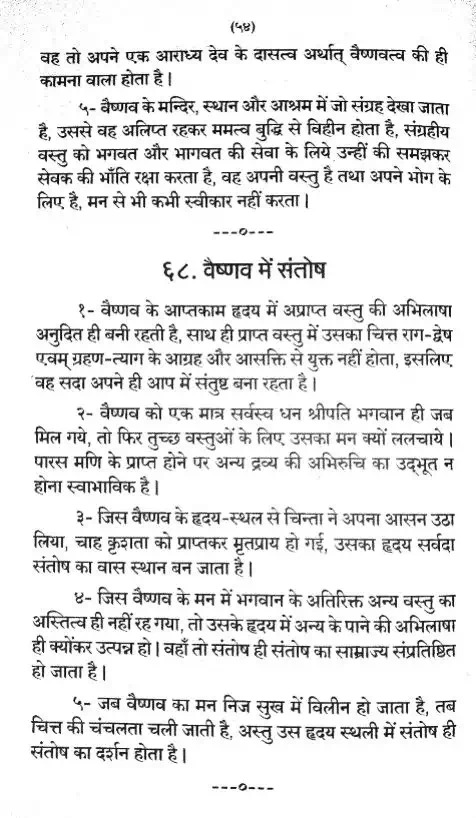 (५४)
वह तो अपने एक आराध्य देव के दासत्व अर्थात् वैष्णवत्व की ही
कामना वाला होता है।
५- वैष्णव के मन्दिर, स्थान और आश्रम में जो संग्रह देखा जाता
है, उससे वह अलिप्त रहकर ममत्व बुद्धि से विहीन होता है, संग्रहीय
वस्तु को भगवत और भागवत की सेवा के लिये उन्हीं की समझकर
सेवक की भाँति रक्षा करता है, वह अपनी वस्तु है तथा अपने भोग के
लिए है, मन से भी कभी स्वीकार नहीं करता।
---०---
६८. वैष्णव में संतोष
१- वैष्णव के आप्तकाम हृदय में अप्राप्त वस्तु की अभिलाषा
अनुदित ही बनी रहती है, साथ ही प्राप्त वस्तु में उसका चित्त राग-द्वेष
एवम् ग्रहण-त्याग के आग्रह और आसक्ति से युक्त नहीं होता, इसलिए
वह सदा अपने ही आप में संतुष्ट बना रहता है।
२- वैष्णव को एक मात्र सर्वस्व धन श्रीपति भगवान ही जब
मिल गये, तो फिर तुच्छ वस्तुओं के लिए उसका मन क्यों ललचाये।
पारस मणि के प्राप्त होने पर अन्य द्रव्य की अभिरुचि का उद्भूत न
होना स्वाभाविक है।
३- जिस वैष्णव के हृदय-स्थल से चिन्ता ने अपना आसन उठा
लिया, चाह कृशता को प्राप्तकर मृतप्राय हो गई, उसका हृदय सर्वदा
संतोष का वास स्थान बन जाता है।
४- जिस वैष्णव के मन में भगवान के अतिरिक्त अन्य वस्तु का
अस्तित्व ही नहीं रह गया, तो उसके हृदय में अन्य के पाने की अभिलाषा
ही क्योंकर उत्पन्न हो। वहाँ तो संतोष ही संतोष का साम्राज्य संप्रतिष्ठित
हो जाता है।
५- जब वैष्णव का मन निज सुख में विलीन हो जाता है, तब
चित्त की चंचलता चली जाती है, अस्तु उस हृदय स्थली में संतोष ही
संतोष का दर्शन होता है।
---०---